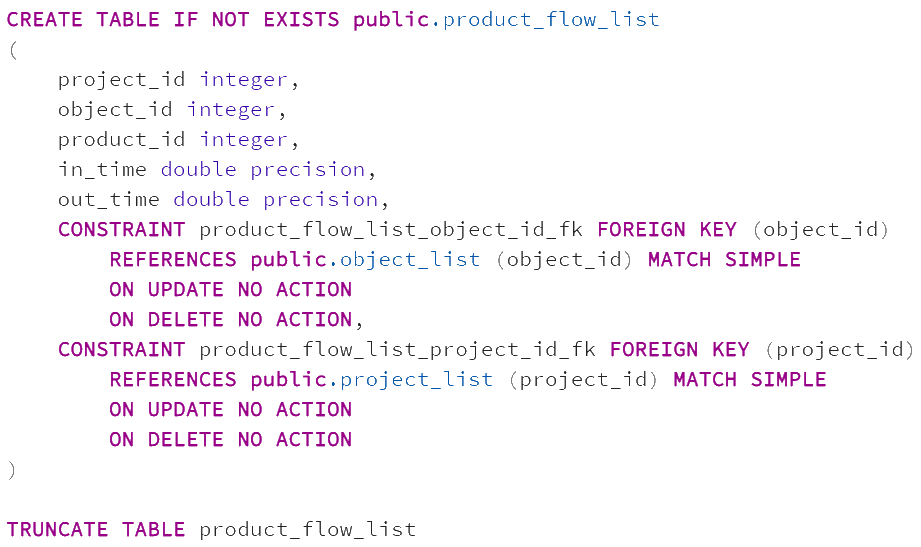 CREATE TABLE IF NOT EXISTS public.product_flow_list
(
    project_id integer,
    object_id integer,
    product_id integer,
    in_time double precision,
    out_time double precision,
    CONSTRAINT product_flow_list_object_id_fk FOREIGN KEY (object_id)
        REFERENCES public.object_list (object_id) MATCH SIMPLE
        ON UPDATE NO ACTION
        ON DELETE NO ACTION,
    CONSTRAINT product_flow_list_project_id_fk FOREIGN KEY (project_id)
        REFERENCES public.project_list (project_id) MATCH SIMPLE
        ON UPDATE NO ACTION
        ON DELETE NO ACTION
)
TRUNCATE TABLE product_flow_list